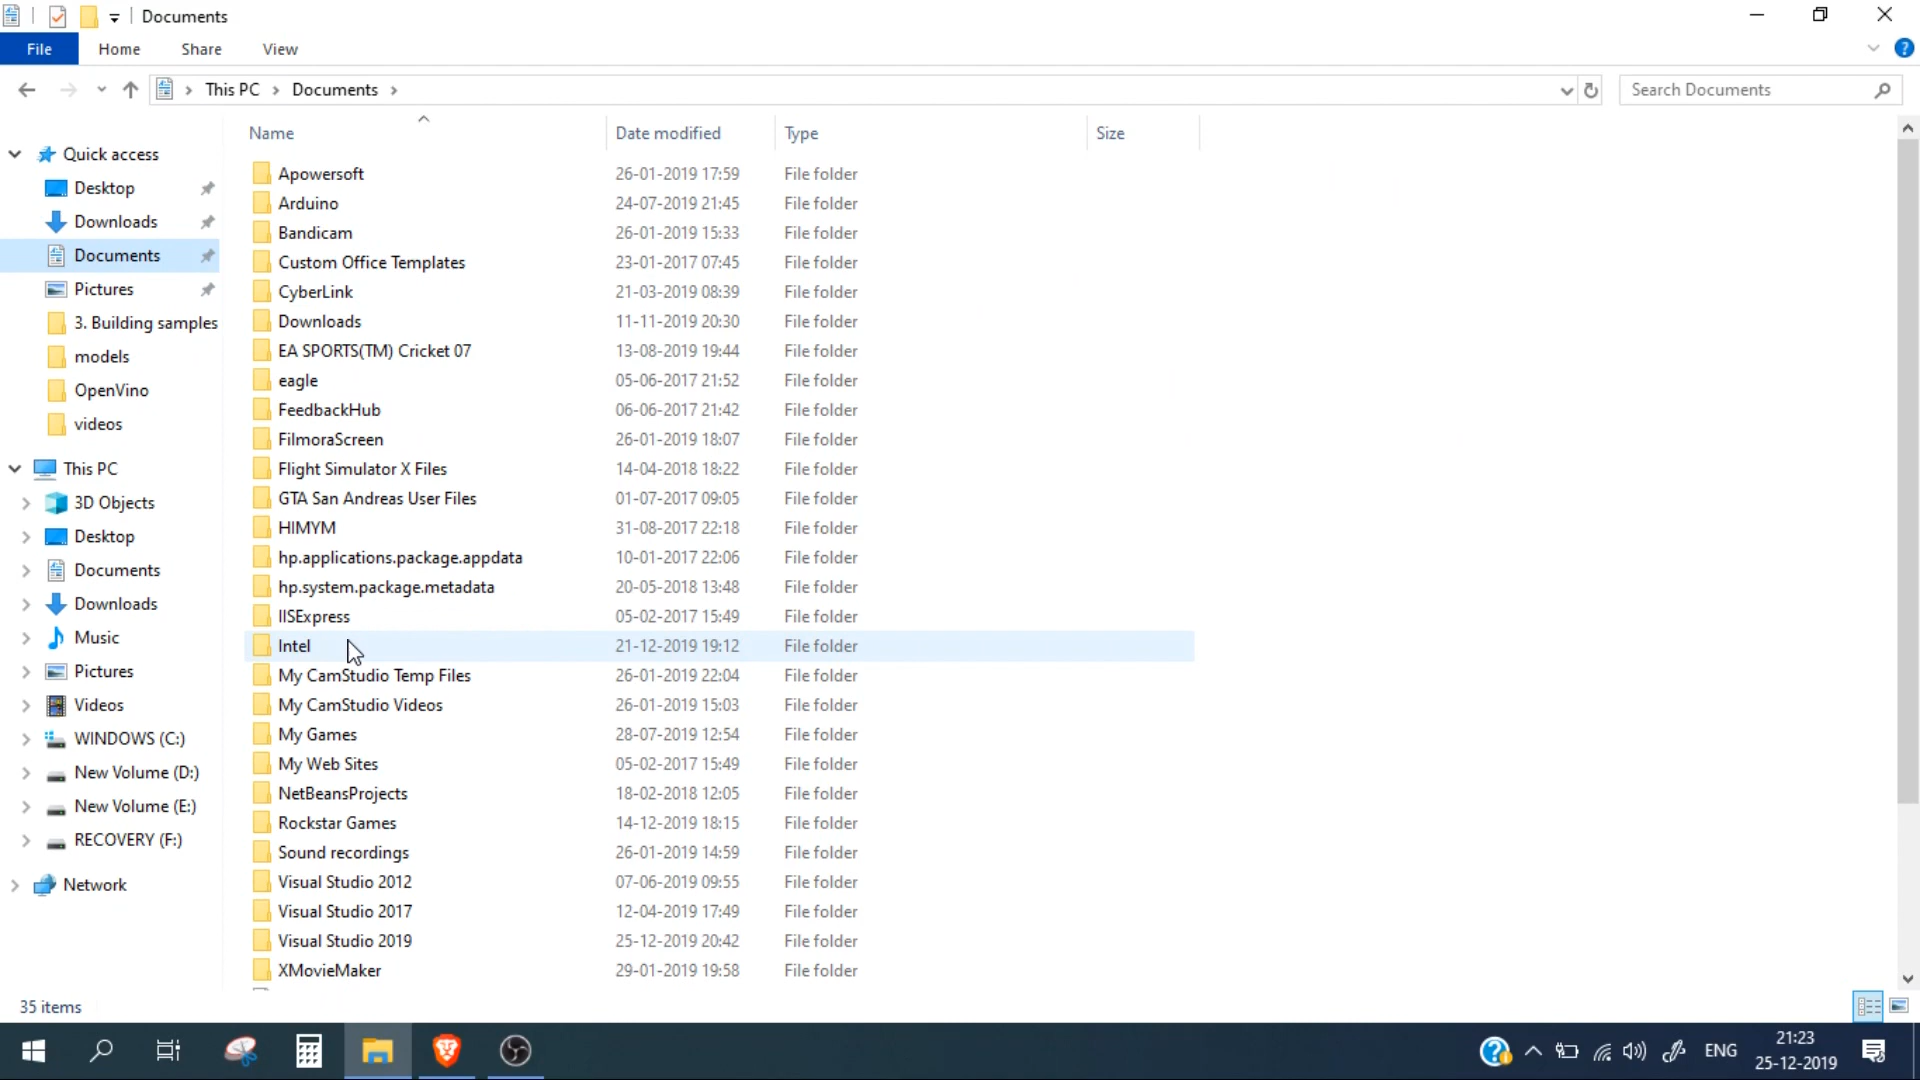 Documents
File Home Share View
This PC > Documents >
Search Documents
Name Date modified Type Size
Quick access
Desktop
Downloads
Documents
Pictures
3. Building samples
models
OpenVino
videos
This PC
3D Objects
Desktop
Documents
Downloads
Music
Pictures
Videos
WINDOWS (C:)
New Volume (D:)
New Volume (E:)
RECOVERY (F:)
Network
Apowersoft 26-01-2019 17:59 File folder
Arduino 24-07-2019 21:45 File folder
Bandicam 26-01-2019 15:33 File folder
Custom Office Templates 23-01-2017 07:45 File folder
CyberLink 21-03-2019 08:39 File folder
Downloads 11-11-2019 20:30 File folder
EA SPORTS(TM) Cricket 07 13-08-2019 19:44 File folder
eagle 05-06-2017 21:52 File folder
FeedbackHub 06-06-2017 21:42 File folder
FilmoraScreen 26-01-2019 18:07 File folder
Flight Simulator X Files 14-04-2018 18:22 File folder
GTA San Andreas User Files 01-07-2017 09:05 File folder
HIMYM 31-08-2017 22:18 File folder
hp.applications.package.appdata 10-01-2017 22:06 File folder
hp.system.package.metadata 20-05-2018 13:48 File folder
IISExpress 05-02-2017 15:49 File folder
Intel 21-12-2019 19:12 File folder
My CamStudio Temp Files 26-01-2019 22:04 File folder
My CamStudio Videos 26-01-2019 15:03 File folder
My Games 28-07-2019 12:54 File folder
My Web Sites 05-02-2017 15:49 File folder
NetBeansProjects 18-02-2018 12:05 File folder
Rockstar Games 14-12-2019 18:15 File folder
Sound recordings 26-01-2019 14:59 File folder
Visual Studio 2012 07-06-2019 09:55 File folder
Visual Studio 2017 12-04-2019 17:49 File folder
Visual Studio 2019 25-12-2019 20:42 File folder
XMovieMaker 29-01-2019 19:58 File folder
35 items
ENG
21:23
25-12-2019